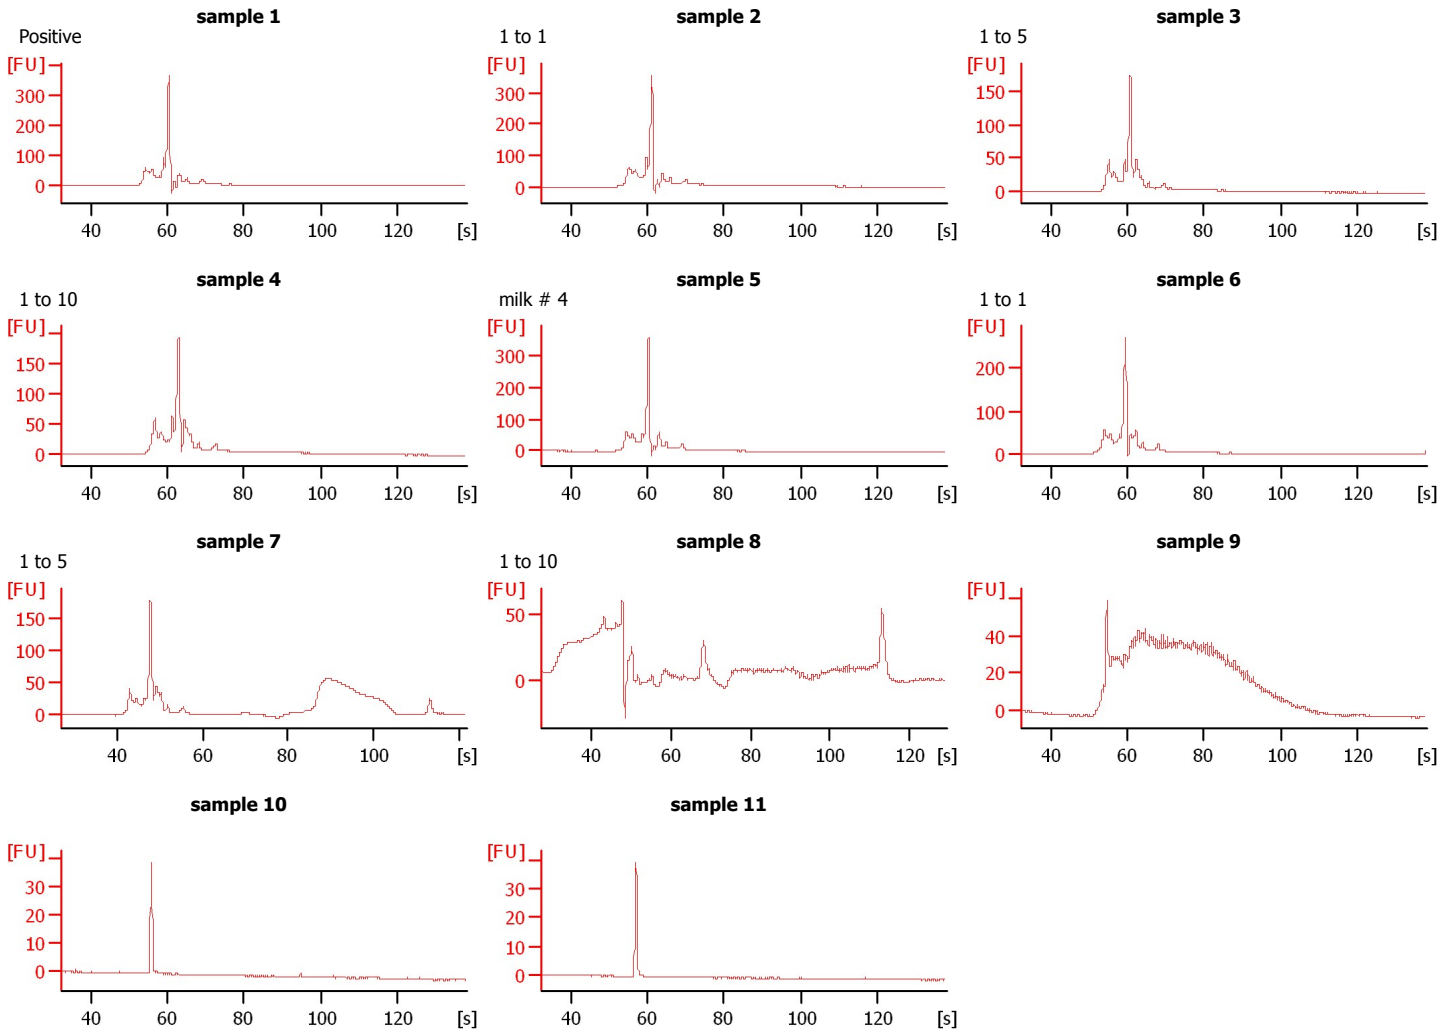 sample 1
Positive
[FU]
300
200
100
0
40 60 80 100 120 [s]
sample 2
1 to 1
[FU]
300
200
100
0
40 60 80 100 120 [s]
sample 3
1 to 5
[FU]
150
100
50
0
40 60 80 100 120 [s]
sample 4
1 to 10
[FU]
150
100
50
0
40 60 80 100 120 [s]
sample 5
milk # 4
[FU]
300
200
100
0
40 60 80 100 120 [s]
sample 6
1 to 1
[FU]
200
100
0
40 60 80 100 120 [s]
sample 7
1 to 5
[FU]
150
100
50
0
40 60 80 100 [s]
sample 8
1 to 10
[FU]
50
0
40 60 80 100 120 [s]
sample 9
[FU]
40
20
0
40 60 80 100 120 [s]
sample 10
[FU]
30
20
10
0
40 60 80 100 120 [s]
sample 11
[FU]
30
20
10
0
40 60 80 100 120 [s]